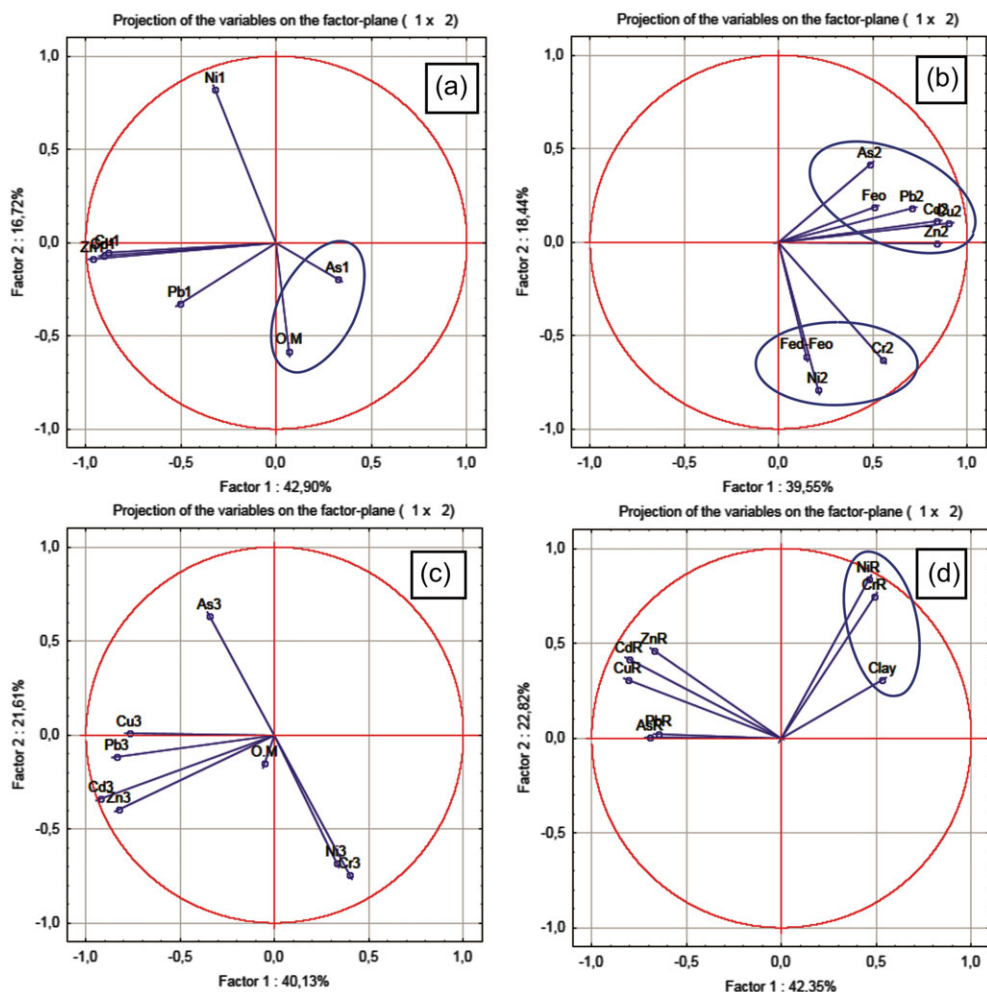 Projection of the variables on the factor-plane ( 1 x 2)
(a)
1,0
0,5
0,0
-0,5
-1,0
Factor 2 : 16,72%
Ni1
Pb1
As1
O.M
-1,0 -0,5 0,0 0,5 1,0
Factor 1 : 42,90%
Projection of the variables on the factor-plane ( 1 x 2)
(b)
1,0
0,5
0,0
-0,5
-1,0
Factor 2 : 18,44%
As2
Feo Pb2
Cd2
Cu2
Zn2
Fed-Feo Cr2
Ni2
-1,0 -0,5 0,0 0,5 1,0
Factor 1 : 39,55%
Projection of the variables on the factor-plane ( 1 x 2)
(c)
1,0
0,5
0,0
-0,5
-1,0
Factor 2 : 21,61%
As3
Cu3
Pb3
O.M
Cd3
Zn3
Ni3
Cr3
-1,0 -0,5 0,0 0,5 1,0
Factor 1 : 40,13%
Projection of the variables on the factor-plane ( 1 x 2)
(d)
1,0
0,5
0,0
-0,5
-1,0
Factor 2 : 22,82%
NiR
CrR
ZnR
CdR
CuR
Clay
PbR
AsR
-1,0 -0,5 0,0 0,5 1,0
Factor 1 : 42,35%